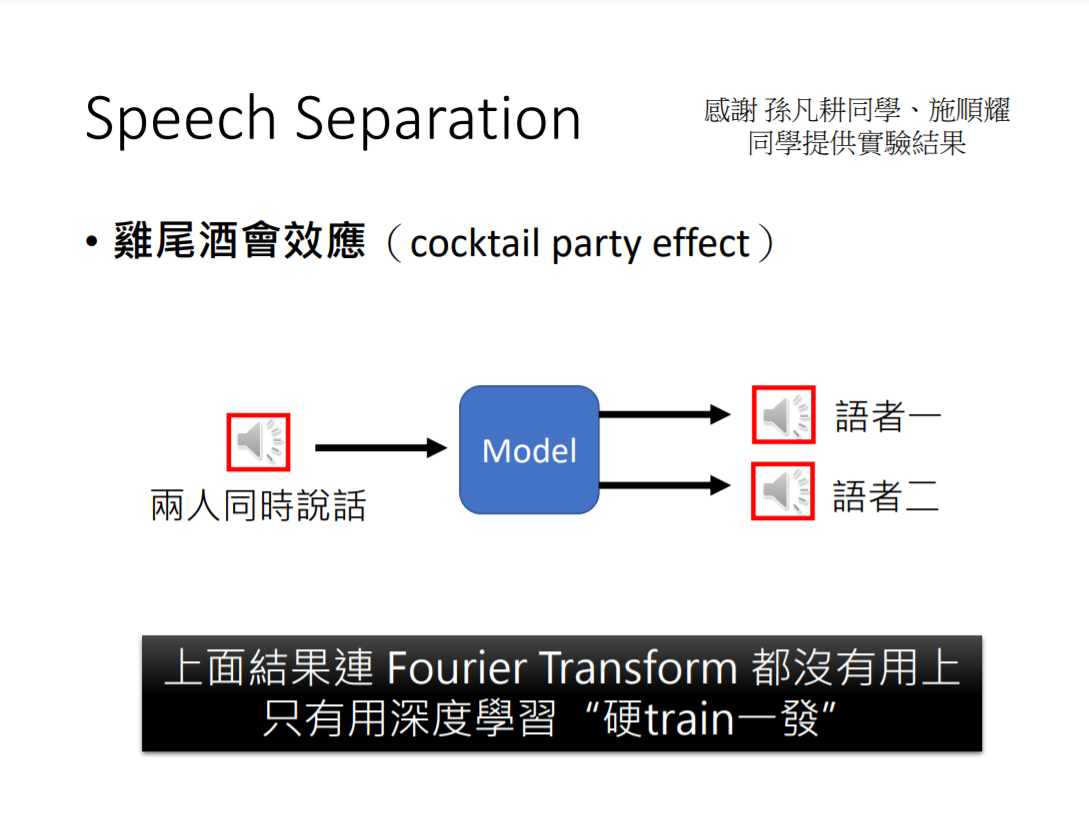 Speech Separation
感謝 孫凡耕同學、施順耀
同學提供實驗結果
• 雞尾酒會效應（cocktail party effect）
兩人同時說話
Model
語者一
語者二
上面結果連 Fourier Transform 都沒有用上
只有用深度學習 “硬train一發”